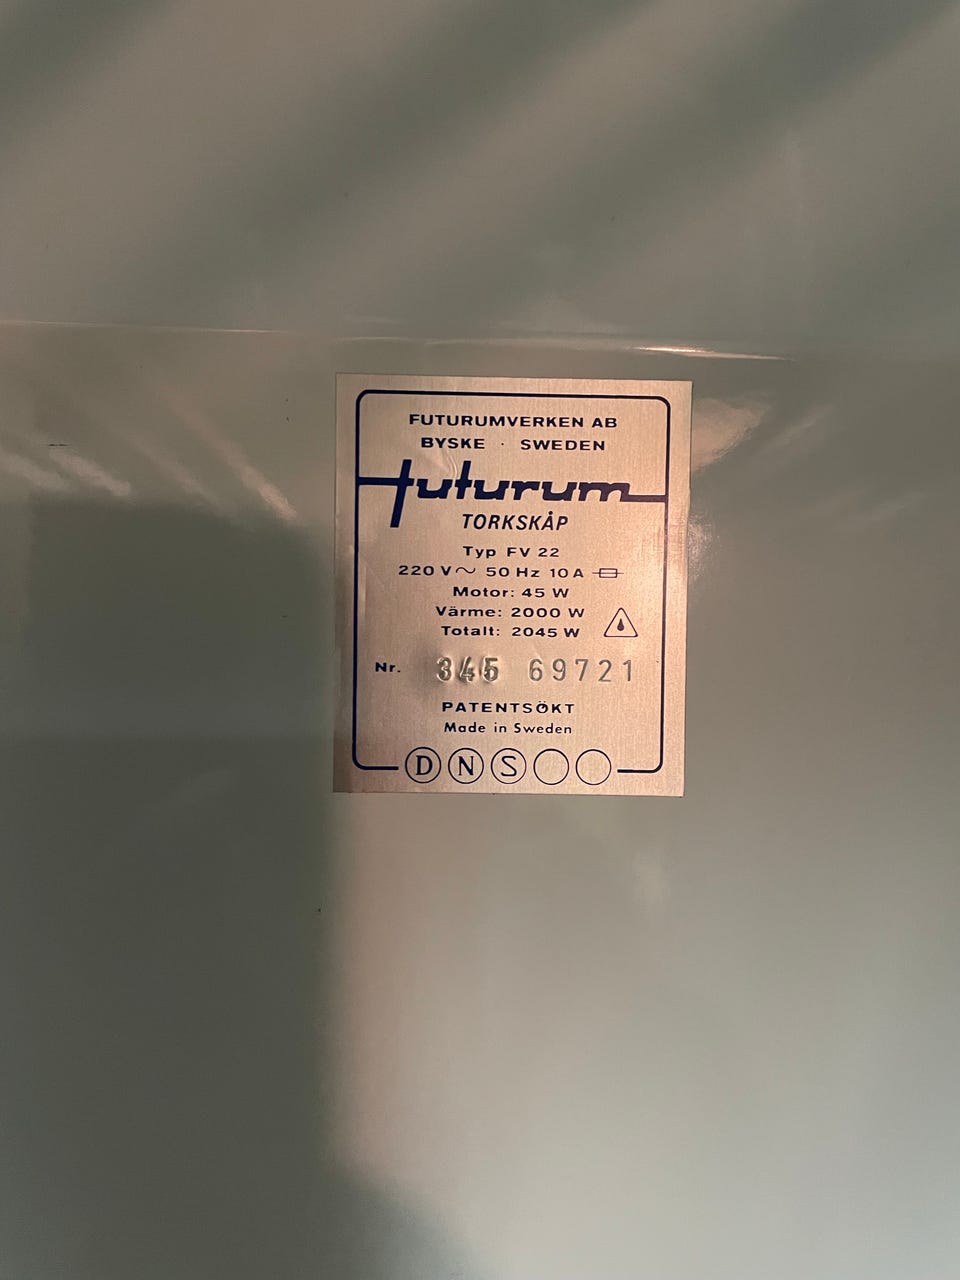 FUTURUMVERKEN AB
BYSKE · SWEDEN
futurum
TORKSKÅP
Typ FV 22
220 V ~ 50 Hz 10 A
Motor: 45 W
Värme: 2000 W
Totalt: 2045 W
Nr. 345 69721
PATENTSÖKT
Made in Sweden
D N S